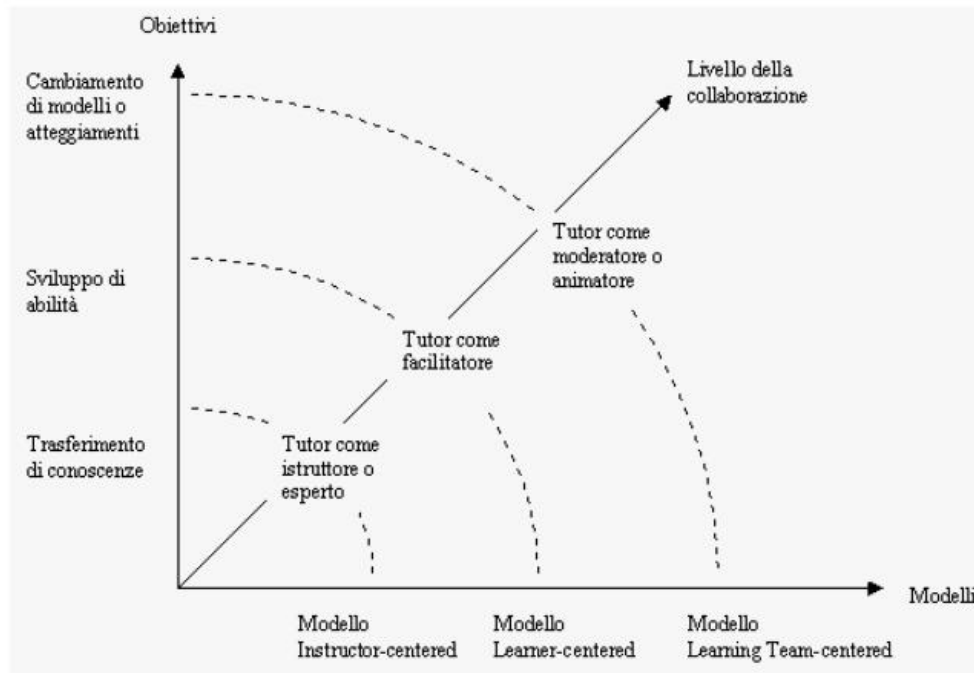 Obiettivi
Cambiamento
di modelli o
atteggiamenti
Livello della
collaborazione
Tutor come
moderatore o
animatore
Sviluppo di
abilità
Tutor come
facilitatore
Trasferimento
di conoscenze
Tutor come
istruttore o
esperto
Modelli
Modello
Instructor-centered
Modello
Learner-centered
Modello
Learning Team-centered